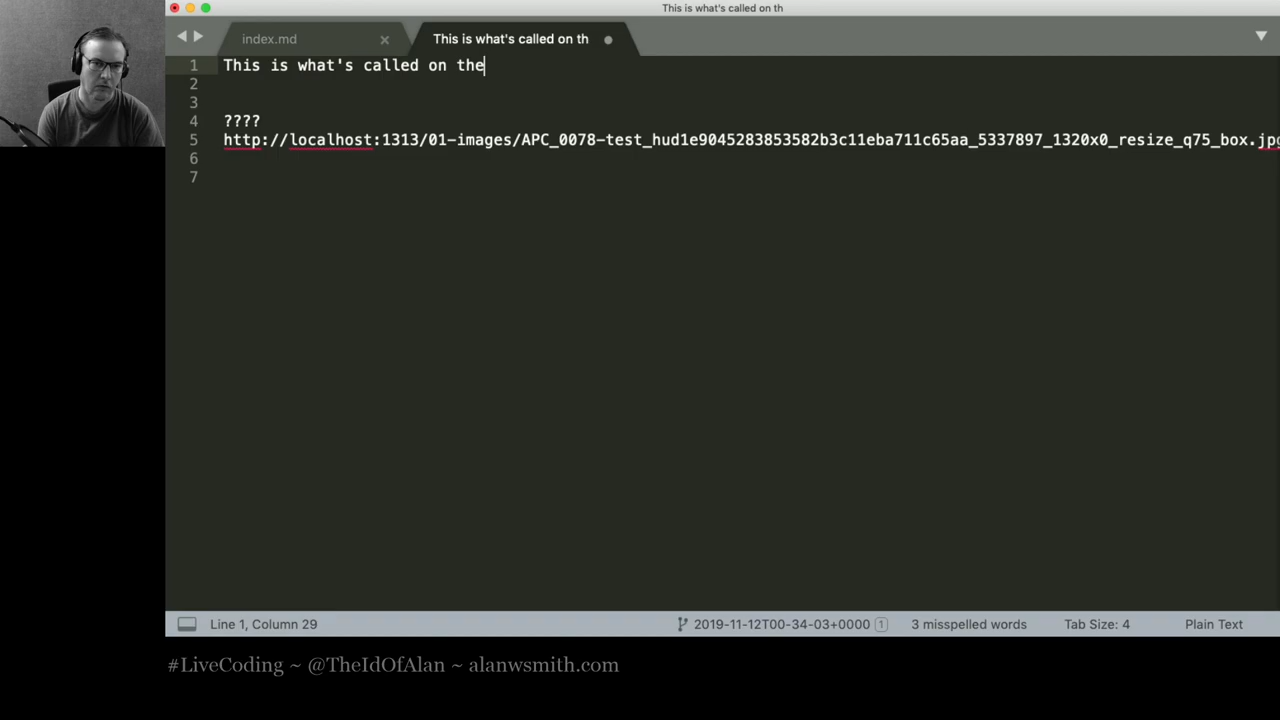 This is what's called on th
index.md
This is what's called on th
1 This is what's called on the
2
3
4 ????
5 http://localhost:1313/01-images/APC_0078-test_hud1e9045283853582b3c11eba711c65aa_5337897_1320x0_resize_q75_box.jpg
6
7
Line 1, Column 29
2019-11-12T00-34-03+0000 1
3 misspelled words
Tab Size: 4
Plain Text
#LiveCoding ~ @TheIdOfAlan ~ alanwsmith.com